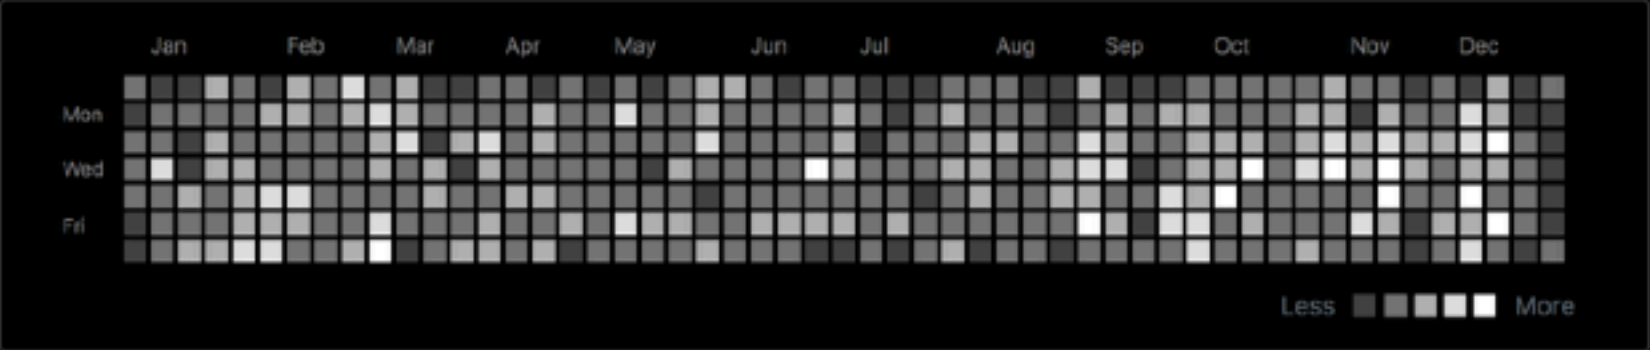 Jan Feb Mar Apr May Jun Jul Aug Sep Oct Nov Dec
Mon
Wed
Fri
Less More